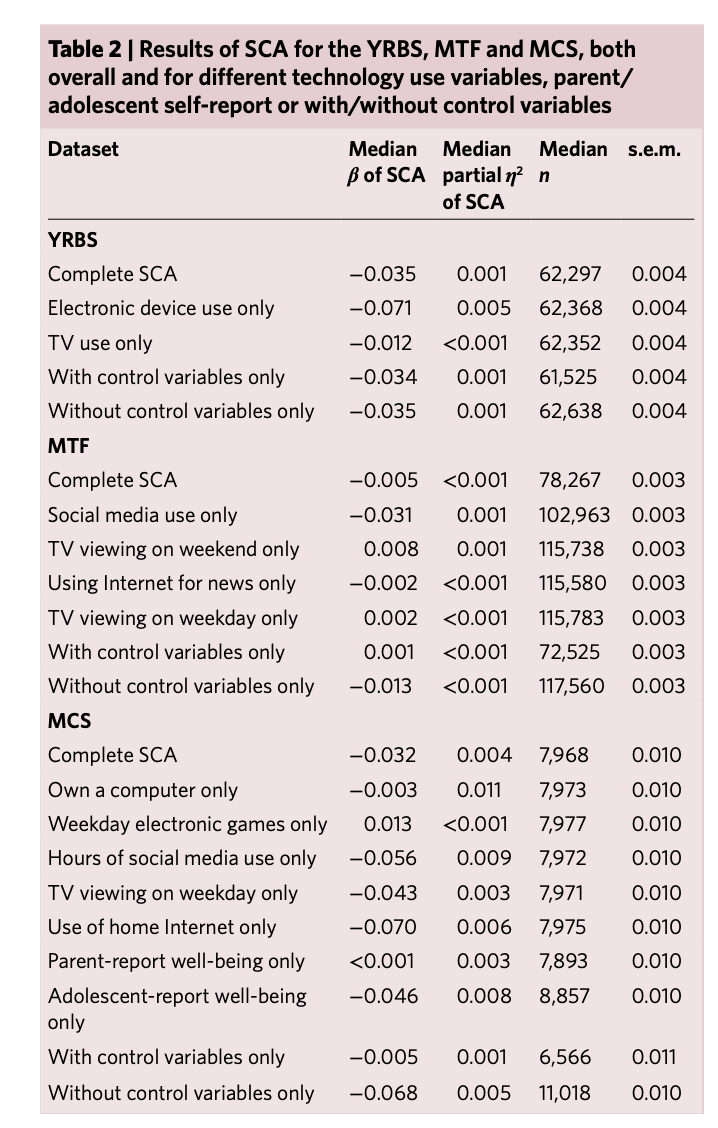 Table 2 | Results of SCA for the YRBS, MTF and MCS, both
overall and for different technology use variables, parent/
adolescent self-report or with/without control variables
Dataset Median Median Median s.e.m.
β of SCA partial η² n
of SCA
YRBS
Complete SCA −0.035 0.001 62,297 0.004
Electronic device use only −0.071 0.005 62,368 0.004
TV use only −0.012 <0.001 62,352 0.004
With control variables only −0.034 0.001 61,525 0.004
Without control variables only −0.035 0.001 62,638 0.004
MTF
Complete SCA −0.005 <0.001 78,267 0.003
Social media use only −0.031 0.001 102,963 0.003
TV viewing on weekend only 0.008 0.001 115,738 0.003
Using Internet for news only −0.002 <0.001 115,580 0.003
TV viewing on weekday only 0.002 <0.001 115,783 0.003
With control variables only 0.001 <0.001 72,525 0.003
Without control variables only −0.013 <0.001 117,560 0.003
MCS
Complete SCA −0.032 0.004 7,968 0.010
Own a computer only −0.003 0.011 7,973 0.010
Weekday electronic games only 0.013 <0.001 7,977 0.010
Hours of social media use only −0.056 0.009 7,972 0.010
TV viewing on weekday only −0.043 0.003 7,971 0.010
Use of home Internet only −0.070 0.006 7,975 0.010
Parent-report well-being only <0.001 0.003 7,893 0.010
Adolescent-report well-being −0.046 0.008 8,857 0.010
only
With control variables only −0.005 0.001 6,566 0.011
Without control variables only −0.068 0.005 11,018 0.010